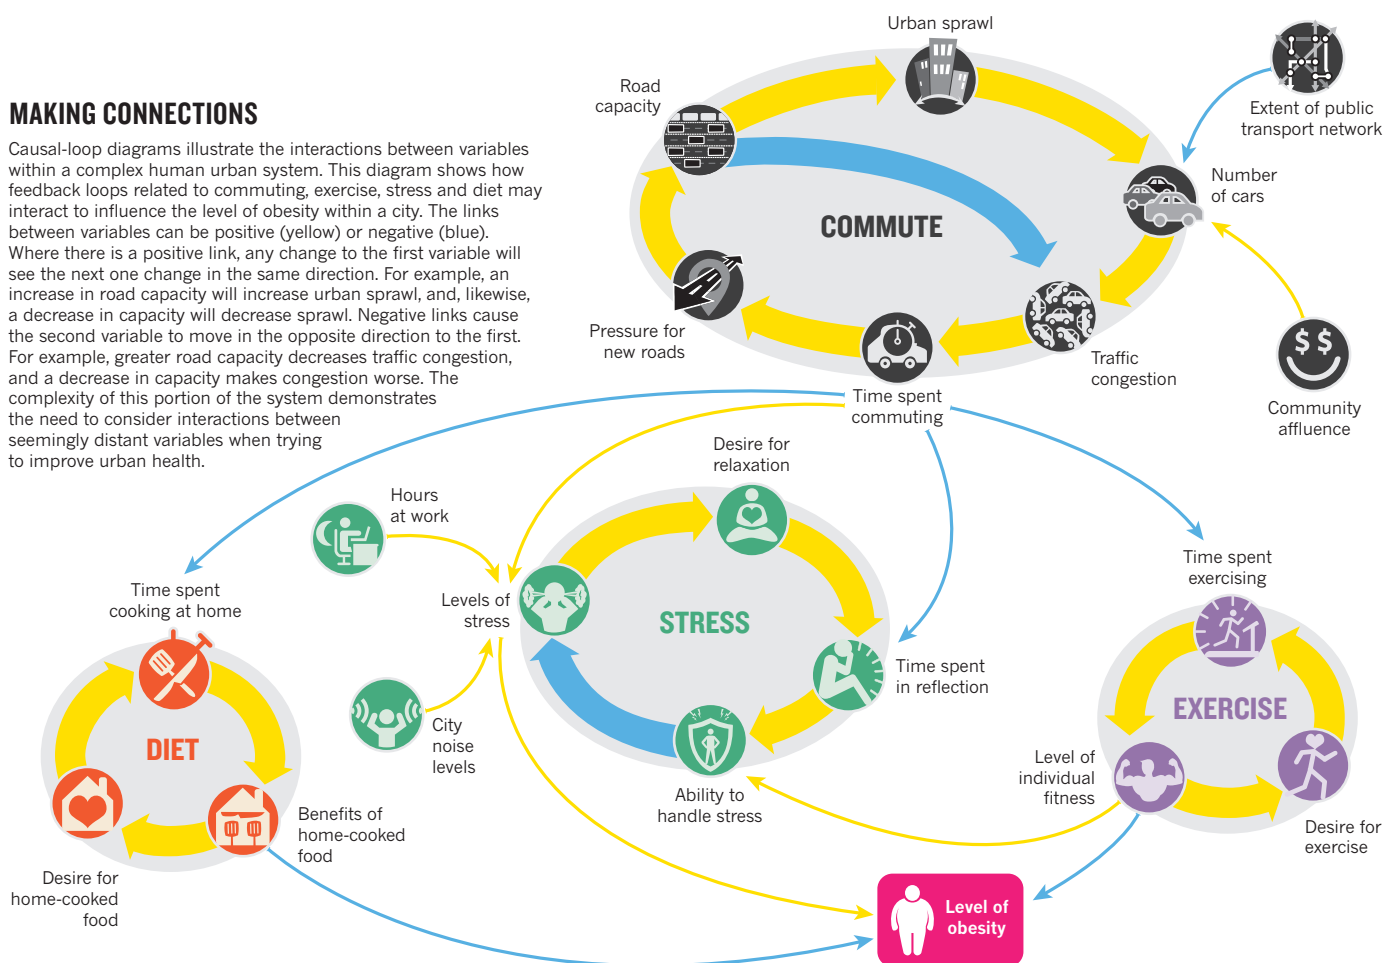 MAKING CONNECTIONS
Causal-loop diagrams illustrate the interactions between variables
within a complex human urban system. This diagram shows how
feedback loops related to commuting, exercise, stress and diet may
interact to influence the level of obesity within a city. The links
between variables can be positive (yellow) or negative (blue).
Where there is a positive link, any change to the first variable will
see the next one change in the same direction. For example, an
increase in road capacity will increase urban sprawl, and, likewise,
a decrease in capacity will decrease sprawl. Negative links cause
the second variable to move in the opposite direction to the first.
For example, greater road capacity decreases traffic congestion,
and a decrease in capacity makes congestion worse. The
complexity of this portion of the system demonstrates
the need to consider interactions between
seemingly distant variables when trying
to improve urban health.
Urban sprawl
Road
capacity
Extent of public
transport network
Number
of cars
COMMUTE
Pressure for
new roads
Traffic
congestion
$ $
Community
affluence
Time spent
commuting
Desire for
relaxation
Hours
at work
Levels of
stress
STRESS
Time spent
in reflection
City
noise
levels
Ability to
handle stress
Time spent
cooking at home
DIET
Benefits of
home-cooked
food
Desire for
home-cooked
food
Time spent
exercising
EXERCISE
Level of
individual
fitness
Desire for
exercise
Level of
obesity